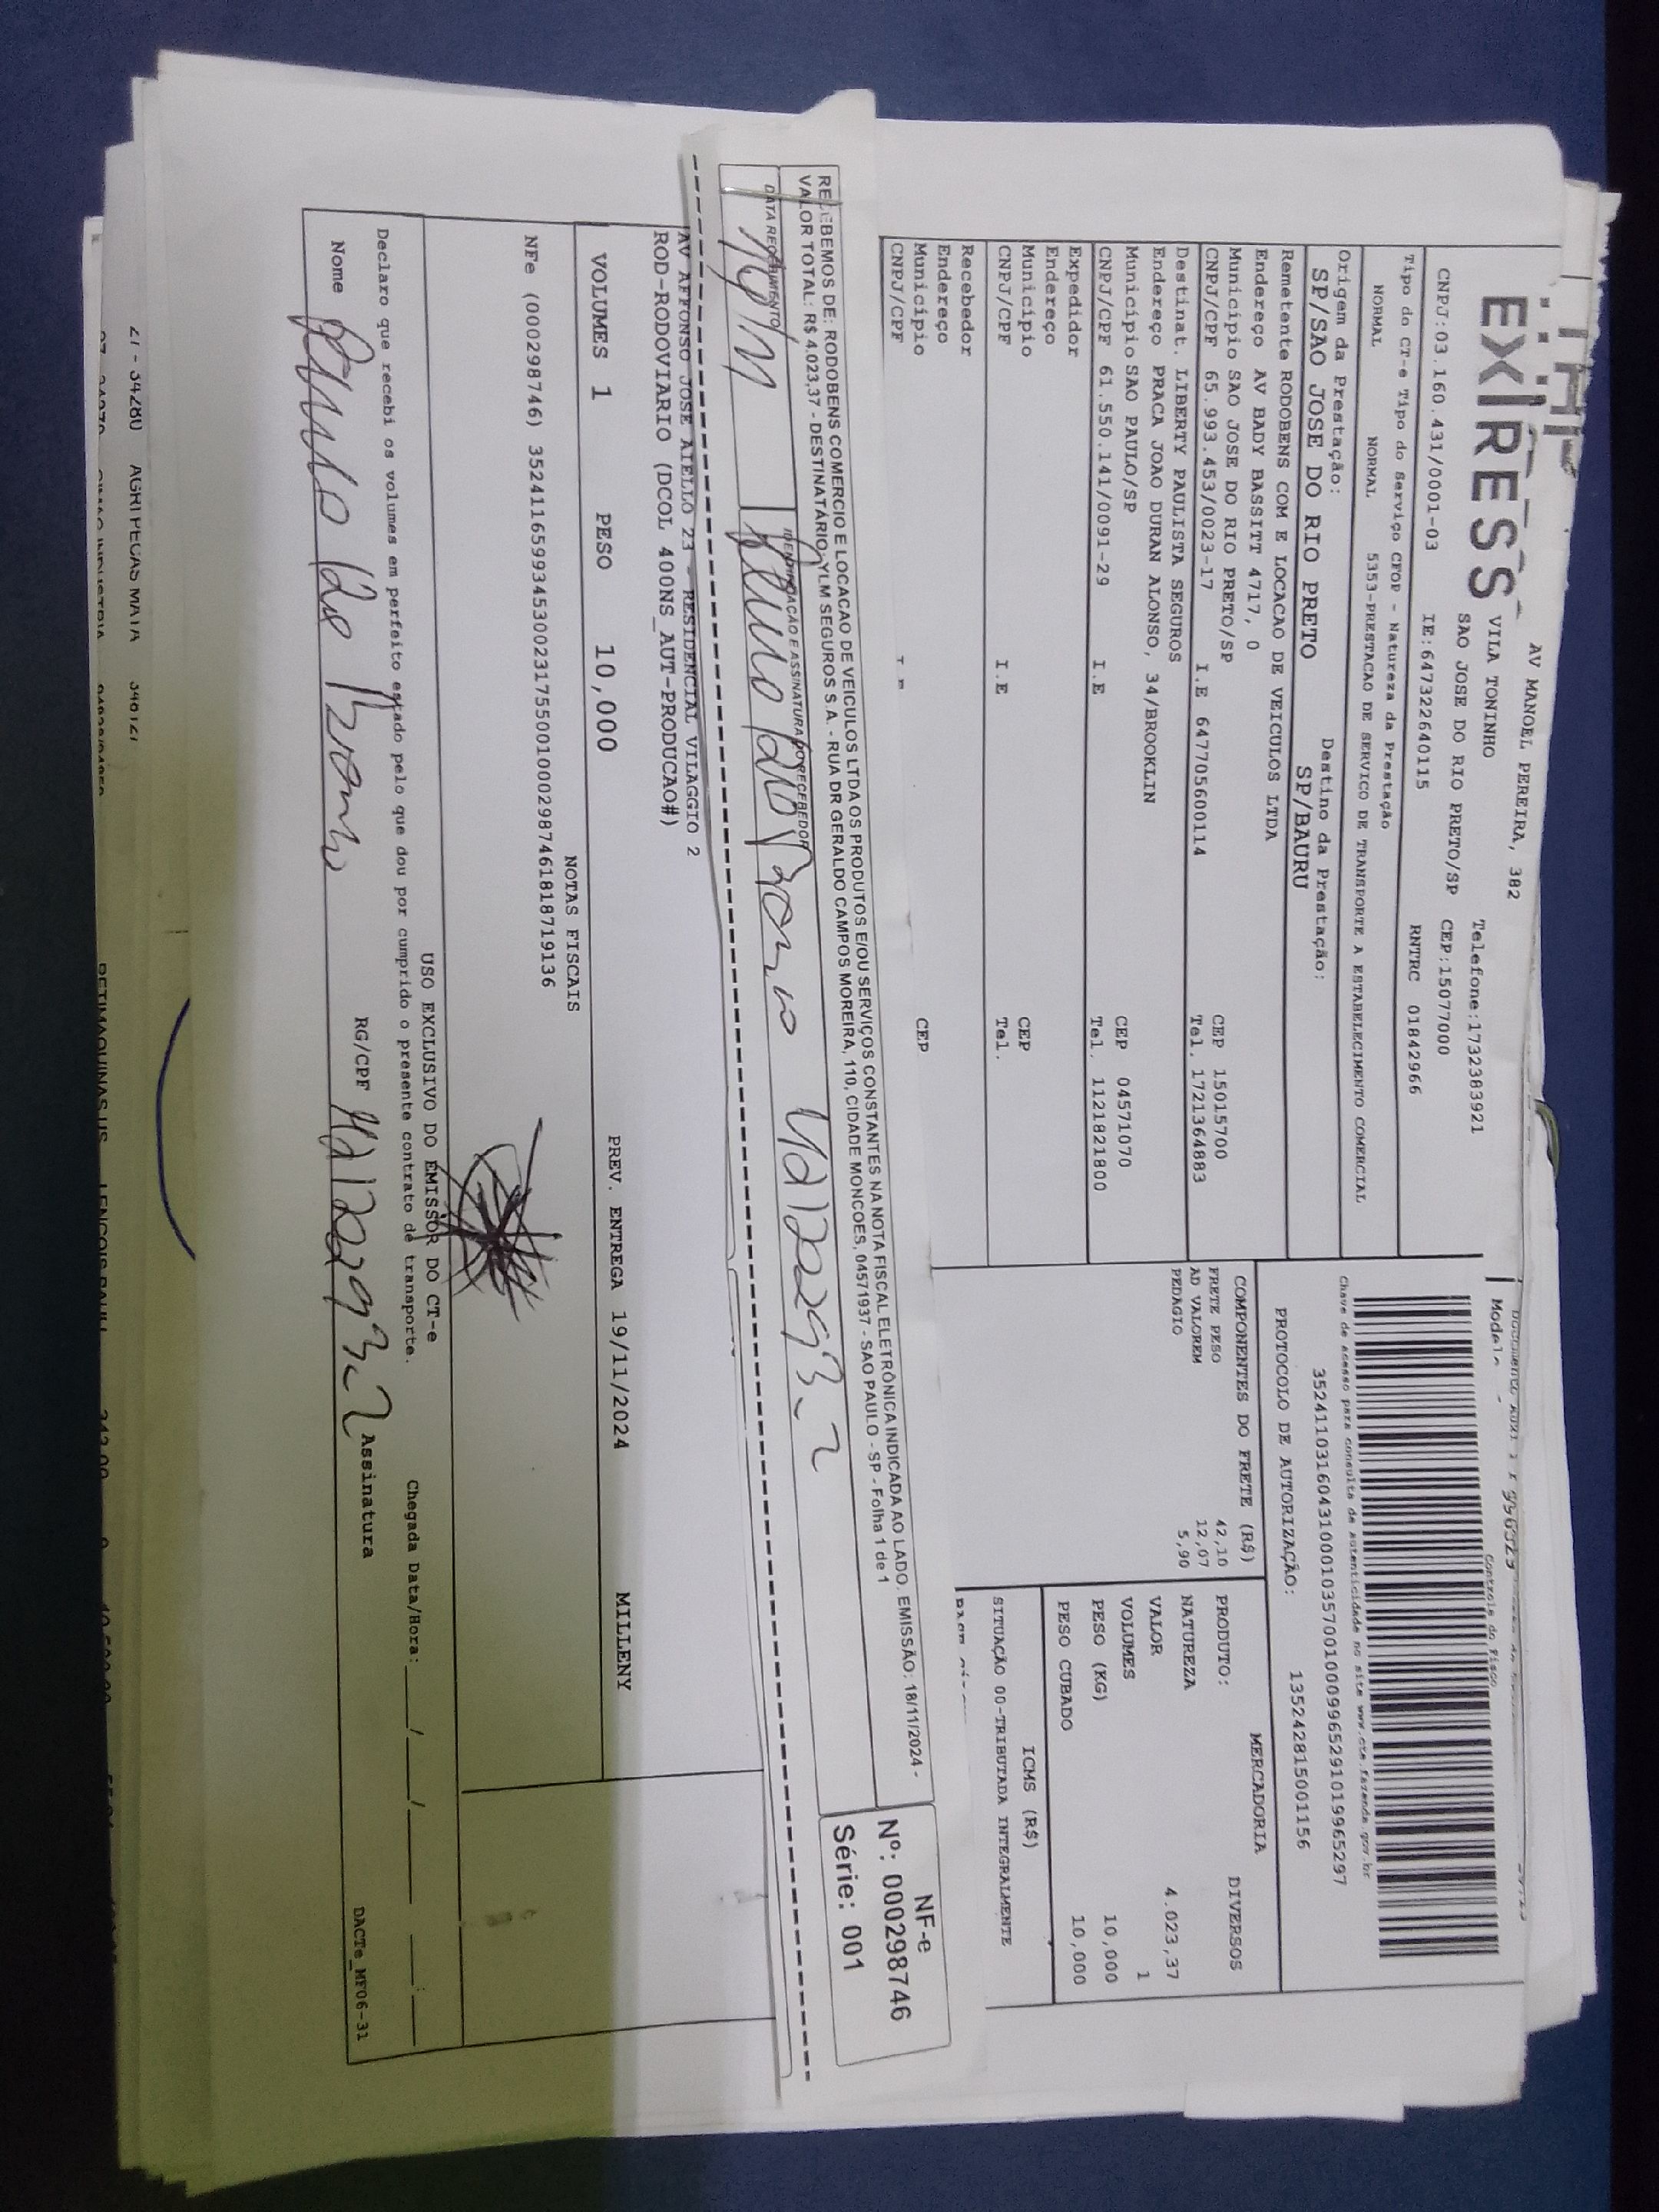 EXPRESS
AV MANOEL PEREIRA, 382
VILA TONINHO
Telefone:1732383921
SAO JOSE DO RIO PRETO/SP
CEP:15077000
CNPJ:03.160.431/0001-03 IE:647322640115
RNTRC 01842966
Tipo do CT-e Tipo do Serviço CFOP - Natureza da Prestação
NORMAL NORMAL 5353-PRESTACAO DE SERVICO DE TRANSPORTE A ESTABELECIMENTO COMERCIAL
Origem da Prestação: Destino da Prestação:
SP/SAO JOSE DO RIO PRETO SP/BAURU
Remetente RODOBENS COM E LOCACAO DE VEICULOS LTDA
Endereço AV BADY BASSITT 4717, 0
Município SAO JOSE DO RIO PRETO/SP CEP 15015700
CNPJ/CPF 65.993.453/0023-17 I.E 647705600114 Tel. 1721364883
Destinat. LIBERTY PAULISTA SEGUROS
Endereço PRACA JOAO DURAN ALONSO, 34/BROOKLIN
Município SAO PAULO/SP CEP 04571070
CNPJ/CPF 61.550.141/0091-29 I.E Tel. 1121821800
Expedidor
Endereço
Município CEP
CNPJ/CPF I.E Tel.
Recebedor
Endereço
Município CEP
CNPJ/CPF
Controle do Fisco
Chave de acesso para consulta de autenticidade no site www.cte.fazenda.gov.br
35241103160431000103570010009965291019965297
PROTOCOLO DE AUTORIZAÇÃO: 135242815001156
COMPONENTES DO FRETE (R$)
FRETE PESO 42,10
AD VALOREM 12,07
PEDAGIO 5,90
MERCADORIA
PRODUTO: DIVERSOS
NATUREZA
VALOR 4.023,37
VOLUMES 1
PESO (KG) 10,000
PESO CUBADO 10,000
ICMS (R$)
SITUAÇÃO 00-TRIBUTADA INTEGRALMENTE
RECEBEMOS DE: RODOBENS COMERCIO E LOCACAO DE VEICULOS LTDA OS PRODUTOS E/OU SERVIÇOS CONSTANTES NA NOTA FISCAL ELETRÔNICA INDICADA AO LADO. EMISSÃO: 18/11/2024 -
VALOR TOTAL: R$ 4.023,37 - DESTINATÁRIO: YLM SEGUROS S.A. - RUA DR GERALDO CAMPOS MOREIRA, 110, CIDADE MONCOES, 04571937 - SAO PAULO - SP - Folha 1 de 1
DATA RECEBIMENTO
IDENTIFICAÇÃO E ASSINATURA DO RECEBEDOR
NF-e
Nº: 000298746
Série: 001
AV AFFONSO JOSE AIELLO 23 - RESIDENCIAL VILAGGIO 2
ROD-RODOVIARIO (DCOL 400NS_AUT-PRODUCAO#)
VOLUMES 1 PESO 10,000 PREV. ENTREGA 19/11/2024 MILLENY
NOTAS FISCAIS
NFe (000298746) 35241165993453002317550010002987461818719136
USO EXCLUSIVO DO EMISSOR DO CT-e
Declaro que recebi os volumes em perfeito estado pelo que dou por cumprido o presente contrato de transporte.
Chegada Data/Hora:____/____/____ ___:___
Nome
RG/CPF
Assinatura
DACTe_MF06-31
21 - 34280 AGRI PECAS MATA 348127